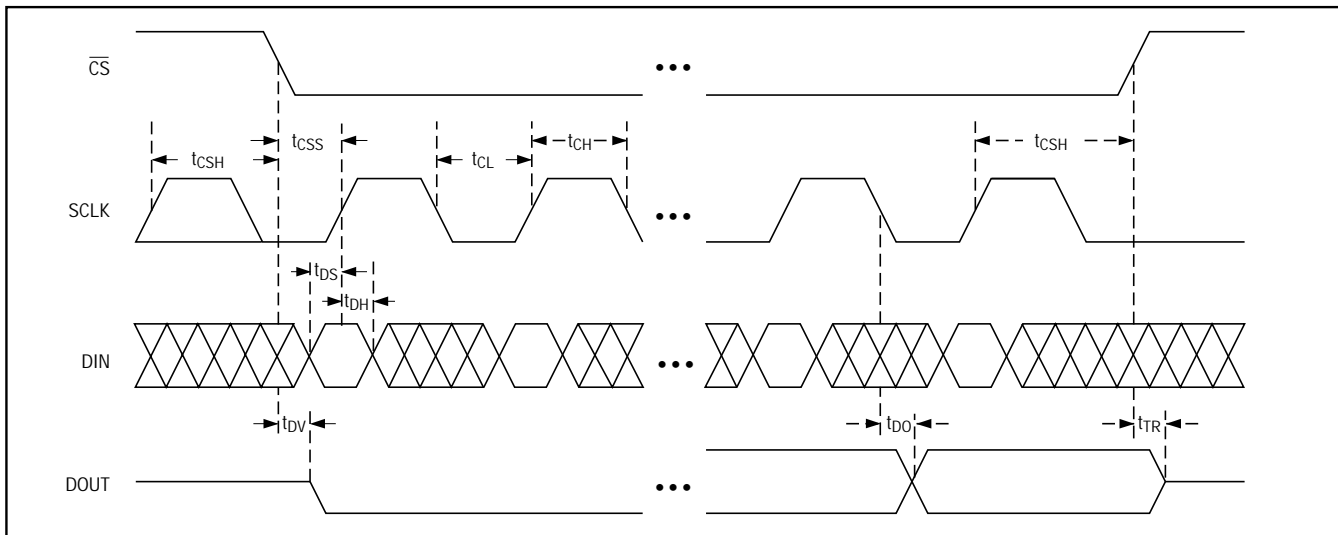 CS
•••
tCSH
tCSS
tCL
tCH
tCSH
SCLK
•••
tDS
tDH
DIN
•••
tDV
tDO
tTR
DOUT
•••